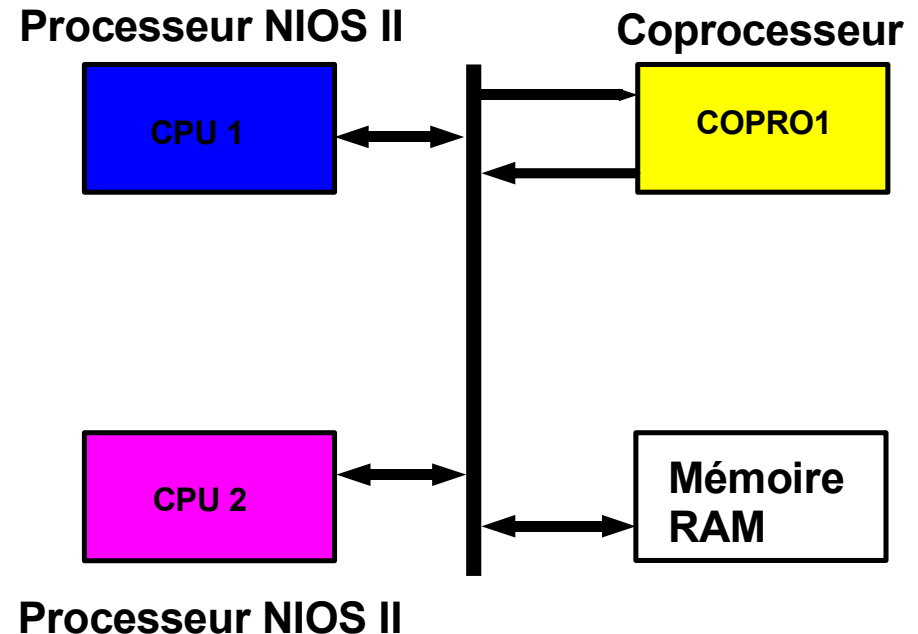 Processeur NIOS II
Coprocesseur
CPU 1
COPRO1
CPU 2
Mémoire
RAM
Processeur NIOS II